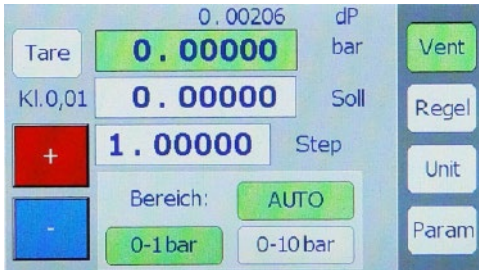 0.00206 dP
Tare 0.00000 bar Vent
Kl.0,01 0.00000 Soll Regel
+ 1.00000 Step
Unit
Bereich: AUTO
- 0-1bar 0-10bar Param